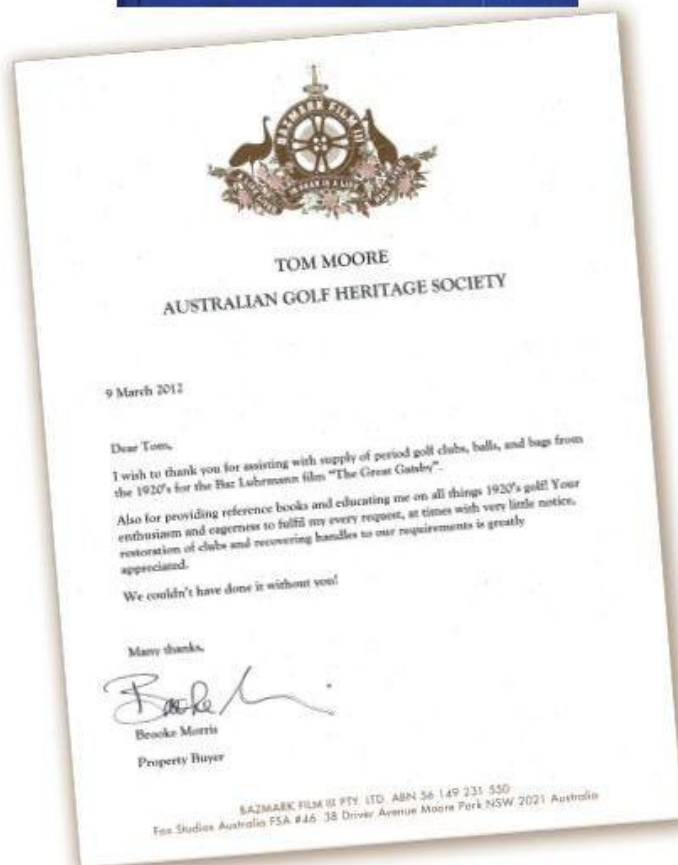 BAZMARK FILM III
TOM MOORE
AUSTRALIAN GOLF HERITAGE SOCIETY
9 March 2012
Dear Tom,
I wish to thank you for assisting with supply of period golf clubs, balls, and bags from
the 1920's for the Baz Luhrmann film "The Great Gatsby".
Also for providing reference books and educating me on all things 1920's golf! Your
enthusiasm and eagerness to fulfil my every request, at times with very little notice,
restoration of clubs and recovering handles to our requirements is greatly
appreciated.
We couldn't have done it without you!
Many thanks,
Brooke Morris
Property Buyer
BAZMARK FILM III PTY. LTD. ABN 56 149 231 550
Fox Studios Australia FSA #46 38 Driver Avenue Moore Park NSW 2021 Australia